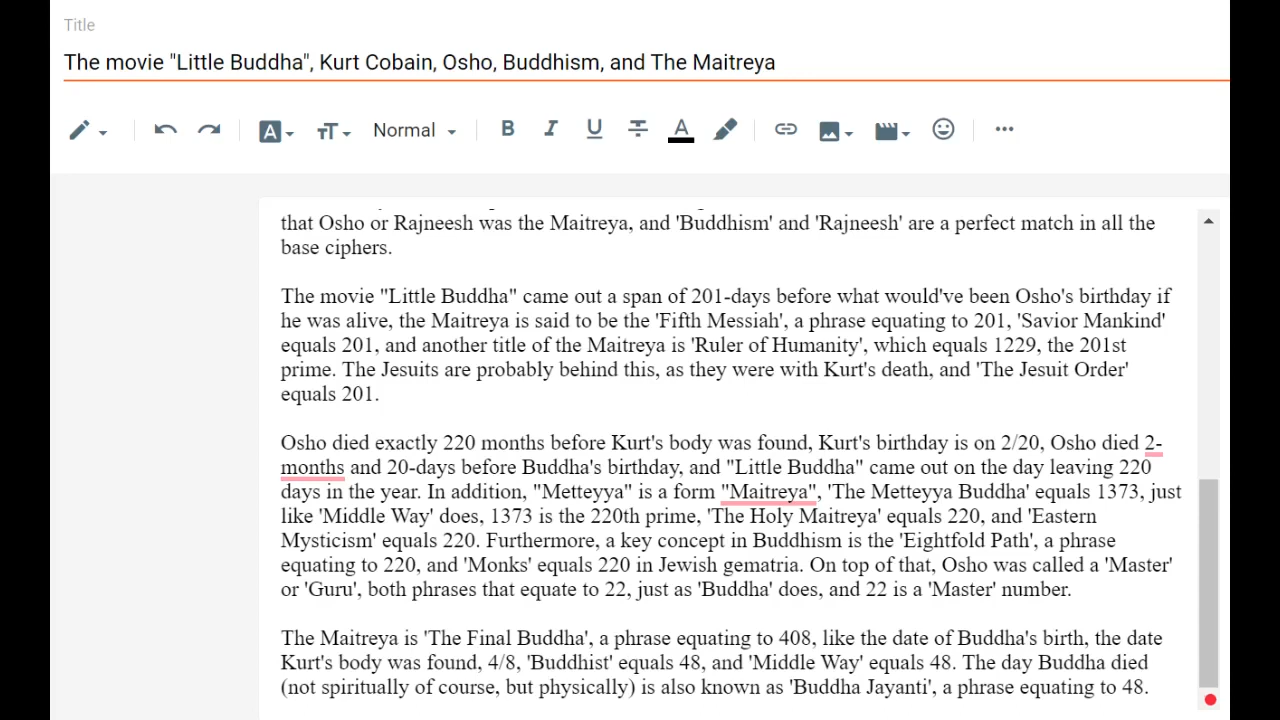 Title
The movie "Little Buddha", Kurt Cobain, Osho, Buddhism, and The Maitreya
Normal
that Osho or Rajneesh was the Maitreya, and 'Buddhism' and 'Rajneesh' are a perfect match in all the
base ciphers.
The movie "Little Buddha" came out a span of 201-days before what would've been Osho's birthday if
he was alive, the Maitreya is said to be the 'Fifth Messiah', a phrase equating to 201, 'Savior Mankind'
equals 201, and another title of the Maitreya is 'Ruler of Humanity', which equals 1229, the 201st
prime. The Jesuits are probably behind this, as they were with Kurt's death, and 'The Jesuit Order'
equals 201.
Osho died exactly 220 months before Kurt's body was found, Kurt's birthday is on 2/20, Osho died 2-
months and 20-days before Buddha's birthday, and "Little Buddha" came out on the day leaving 220
days in the year. In addition, "Metteyya" is a form "Maitreya", 'The Metteyya Buddha' equals 1373, just
like 'Middle Way' does, 1373 is the 220th prime, 'The Holy Maitreya' equals 220, and 'Eastern
Mysticism' equals 220. Furthermore, a key concept in Buddhism is the 'Eightfold Path', a phrase
equating to 220, and 'Monks' equals 220 in Jewish gematria. On top of that, Osho was called a 'Master'
or 'Guru', both phrases that equate to 22, just as 'Buddha' does, and 22 is a 'Master' number.
The Maitreya is 'The Final Buddha', a phrase equating to 408, like the date of Buddha's birth, the date
Kurt's body was found, 4/8, 'Buddhist' equals 48, and 'Middle Way' equals 48. The day Buddha died
(not spiritually of course, but physically) is also known as 'Buddha Jayanti', a phrase equating to 48.